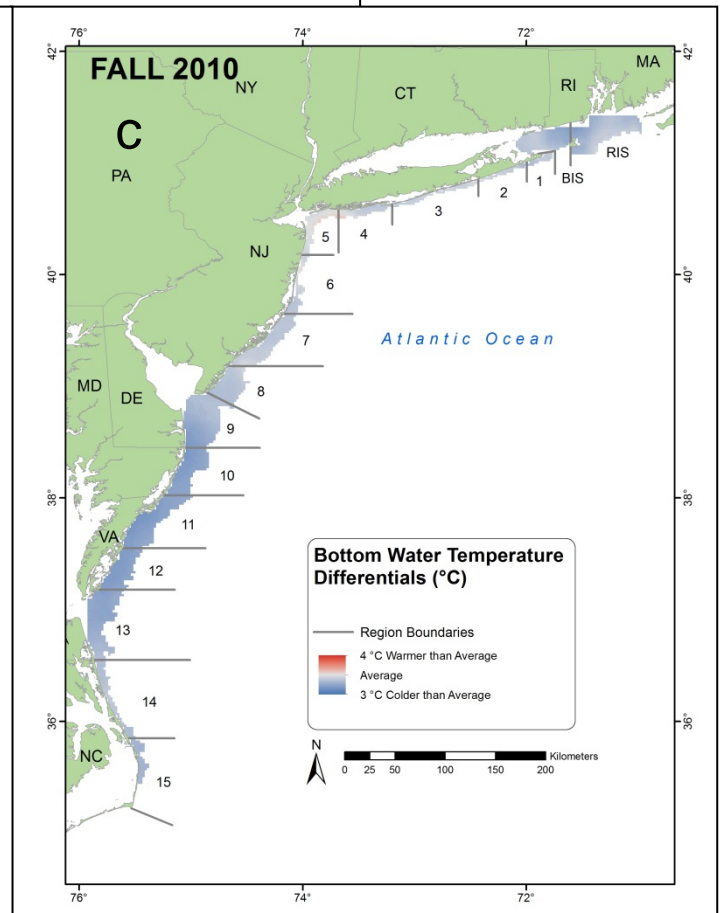 76°
74°
72°
42°
42°
FALL 2010
C
NY
CT
RI
MA
PA
RIS
BIS
1
2
3
4
5
NJ
40°
40°
6
7
Atlantic Ocean
MD
DE
8
9
10
38°
38°
11
VA
12
13
14
36°
36°
NC
15
Bottom Water Temperature
Differentials (°C)
Region Boundaries
4 °C Warmer than Average
Average
3 °C Colder than Average
N
Kilometers
0 25 50 100 150 200
76°
74°
72°